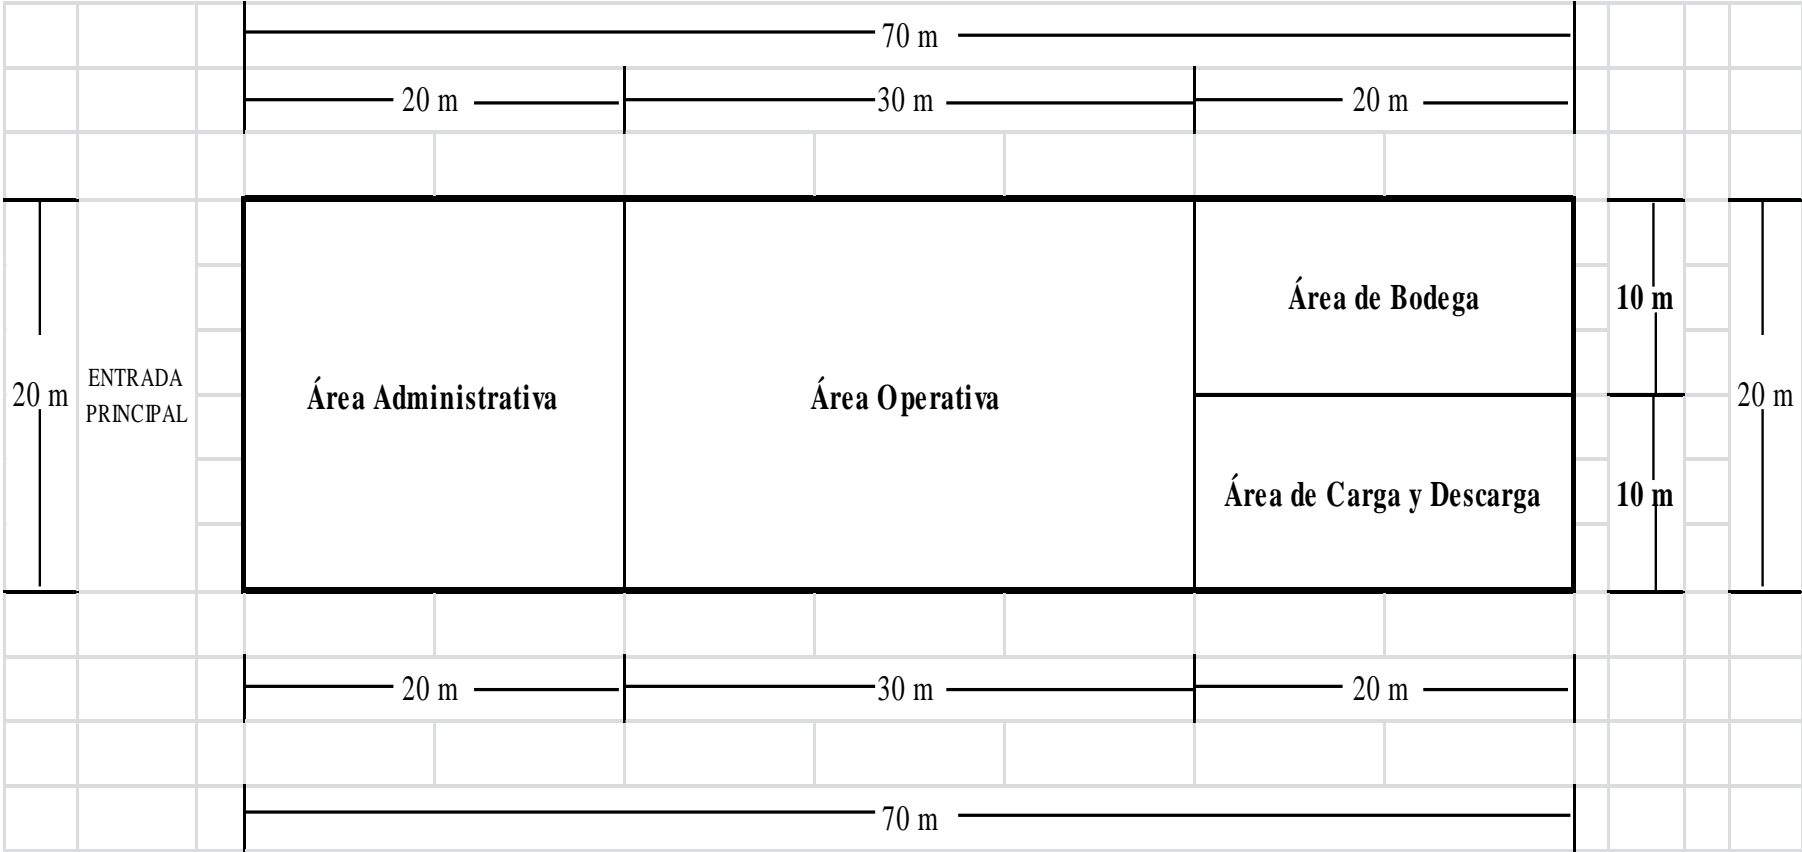 70 m
20 m
30 m
20 m
Área de Bodega
10 m
20 m
ENTRADA
PRINCIPAL
Área Administrativa
Área Operativa
20 m
Área de Carga y Descarga
10 m
20 m
30 m
20 m
70 m